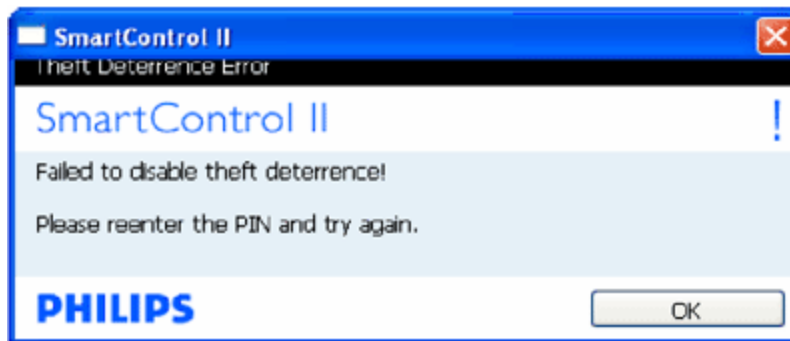 SmartControl II
Theft Deterrence Error
SmartControl II !
Failed to disable theft deterrence!
Please reenter the PIN and try again.
PHILIPS
OK